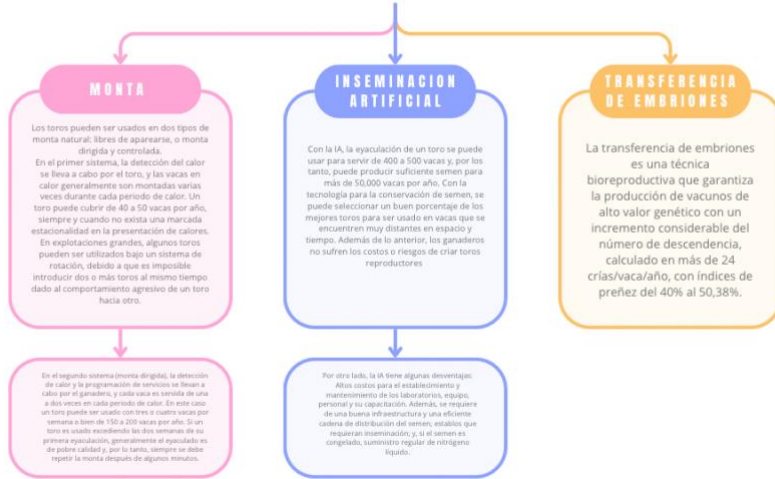 MONTA
Los toros pueden ser usados en dos tipos de
monta natural: libres de aparearse, o monta
dirigida y controlada.
En el primer sistema, la detección del calor
se lleva a cabo por el toro, y las vacas en
calor generalmente son montadas varias
veces durante cada periodo de calor. Un
toro puede cubrir de 40 a 50 vacas por año,
siempre y cuando no exista una marcada
estacionalidad en la presentación de calores.
En explotaciones grandes, algunos toros
pueden ser utilizados bajo un sistema de
rotación, debido a que es imposible
introducir dos o más toros al mismo tiempo
dado al comportamiento agresivo de un toro
hacia otro.
En el segundo sistema (monta dirigida), la detección
de calor y la programación de servicios se llevan a
cabo por el ganadero, y cada vaca es servida de una
a dos veces en cada periodo de calor. En este caso
un toro puede ser usado con tres o cuatro vacas por
semana o bien de 150 a 200 vacas por año. Si un
toro es usado excediendo las dos semanas de su
primera eyaculación, generalmente el eyaculado es
de pobre calidad y, por lo tanto, siempre se debe
repetir la monta después de algunos minutos.
INSEMINACION
ARTIFICIAL
Con la IA, la eyaculación de un toro se puede
usar para servir de 400 a 500 vacas y, por los
tanto, puede producir suficiente semen para
más de 50,000 vacas por año. Con la
tecnología para la conservación de semen, se
puede seleccionar un buen porcentaje de los
mejores toros para ser usado en vacas que se
encuentren muy distantes en espacio y
tiempo. Además de lo anterior, los ganaderos
no sufren los costos o riesgos de criar toros
reproductores
Por otro lado, la IA tiene algunas desventajas:
Altos costos para el establecimiento y
mantenimiento de los laboratorios, equipo,
personal y su capacitación. Además, se requiere
de una buena infraestructura y una eficiente
cadena de distribución del semen, establos que
requieran inseminación, y, si el semen es
congelado, suministro regular de nitrógeno
líquido.
TRANSFERENCIA
DE EMBRIONES
La transferencia de embriones
es una técnica
bioreproductiva que garantiza
la producción de vacunos de
alto valor genético con un
incremento considerable del
número de descendencia,
calculado en más de 24
crías/vaca/año, con índices de
preñez del 40% al 50,38%.